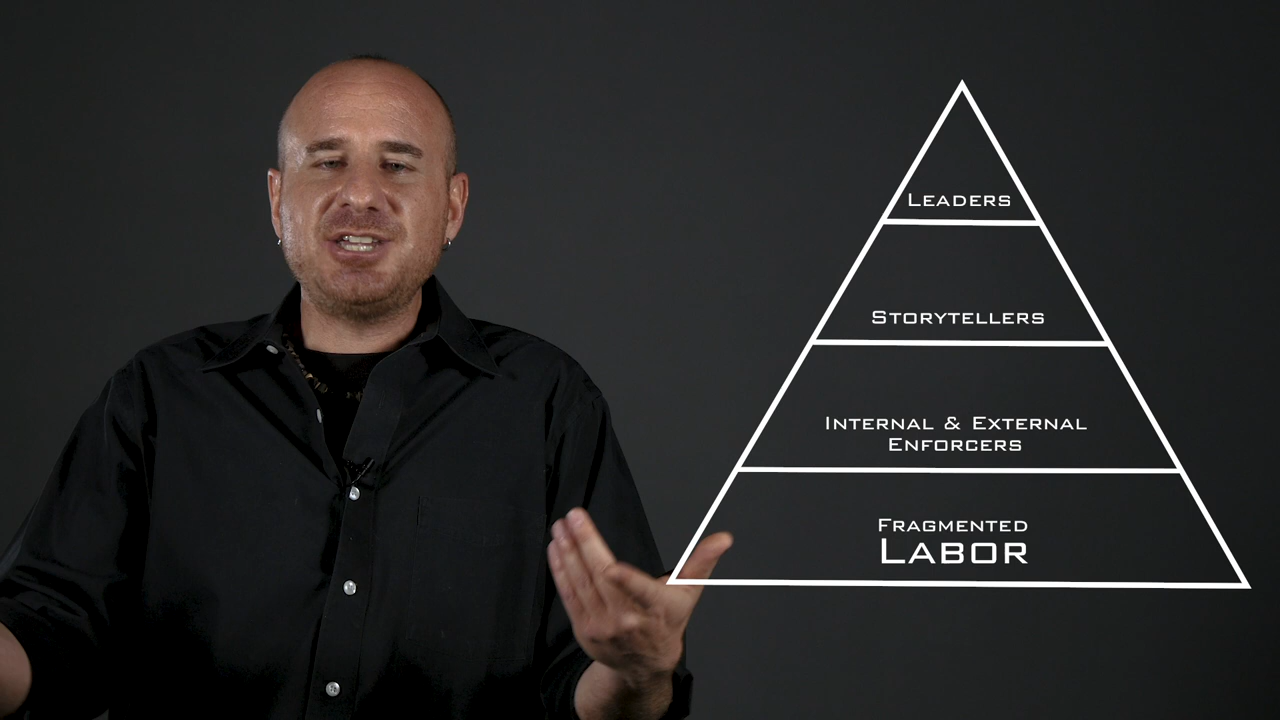 Leaders
Storytellers
Internal & External
Enforcers
Fragmented
Labor